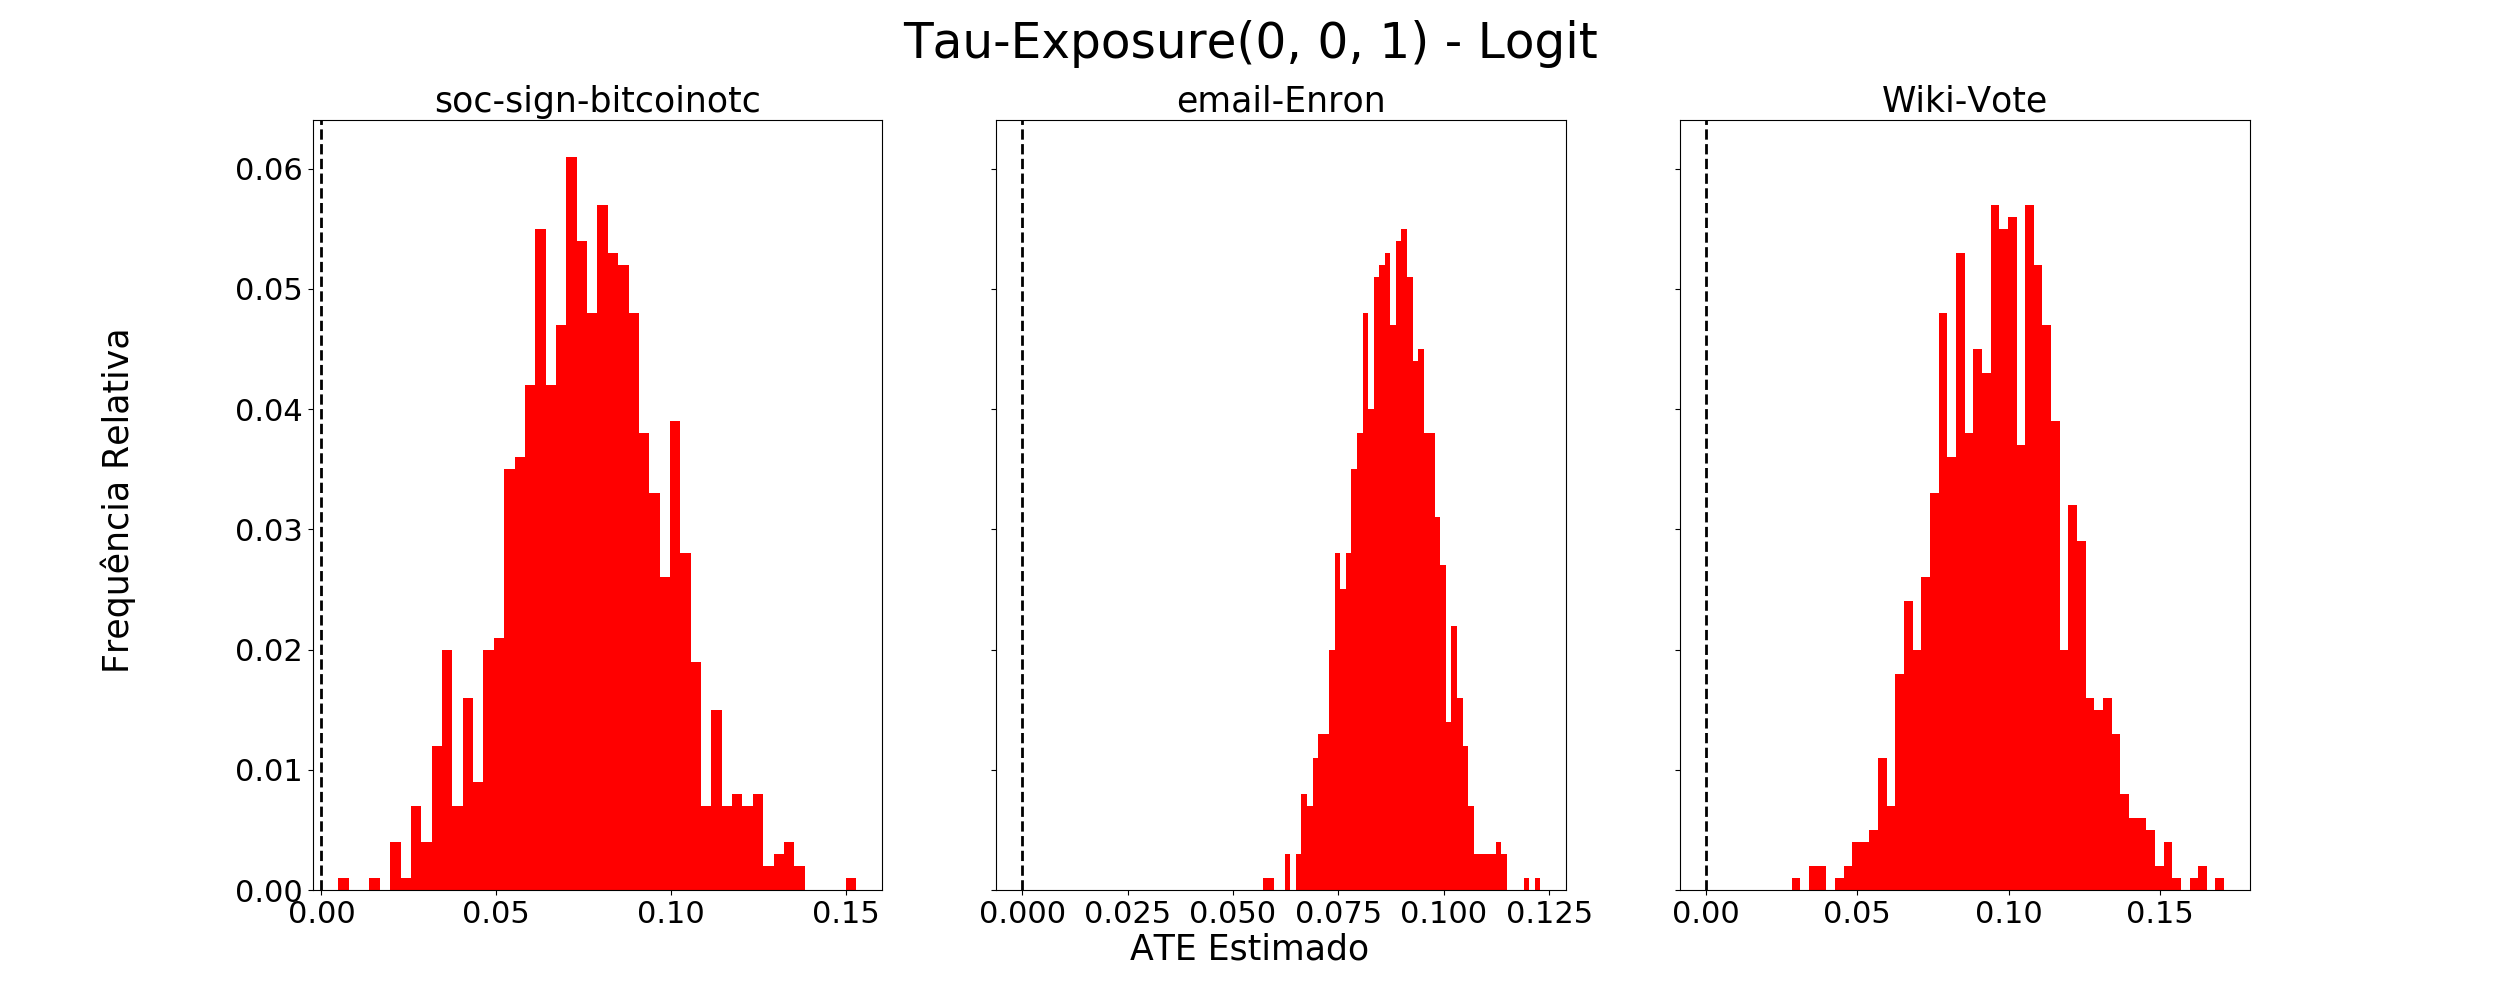 Tau-Exposure(0, 0, 1) - Logit
soc-sign-bitcoinotc
email-Enron
Wiki-Vote
Frequência Relativa
0.06
0.05
0.04
0.03
0.02
0.01
0.00
0.00 0.05 0.10 0.15
0.000 0.025 0.050 0.075 0.100 0.125
0.00 0.05 0.10 0.15
ATE Estimado